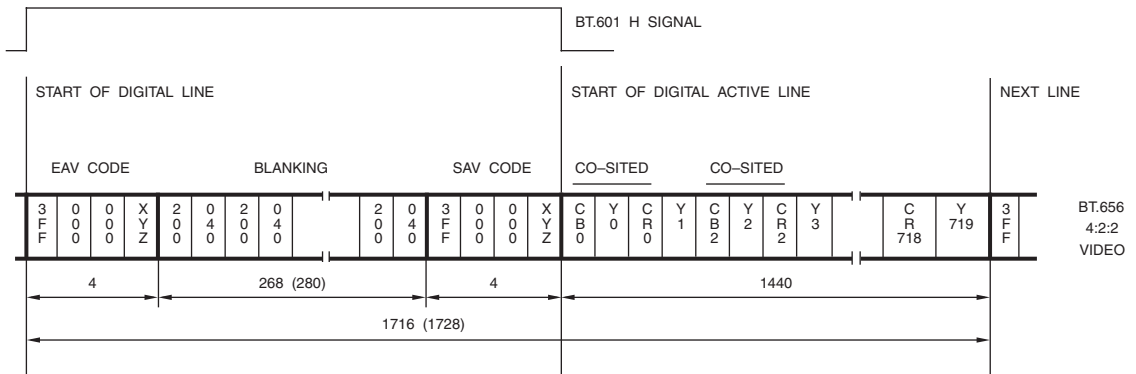 BT.601 H SIGNAL
START OF DIGITAL LINE
START OF DIGITAL ACTIVE LINE
NEXT LINE
EAV CODE
BLANKING
SAV CODE
CO–SITED
CO–SITED
3FF 000 000 XYZ 200 040 200 040 200 040 3FF 000 000 XYZ CB0 Y0 CR0 Y1 CB2 Y2 CR2 Y3 CR718 Y719 3FF
BT.656
4:2:2
VIDEO
4
268 (280)
4
1440
1716 (1728)